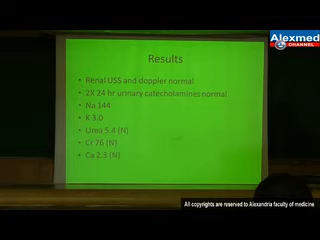 Alexmed
CHANNEL
Results
• Renal USS and doppler normal
• 2X 24 hr urinary catecholamines normal
• Na 144
• K 3.0
• Urea 5.4 (N)
• Cr 76 (N)
• Ca 2.3 (N)
All copyrights are reserved to Alexandria faculty of medicine